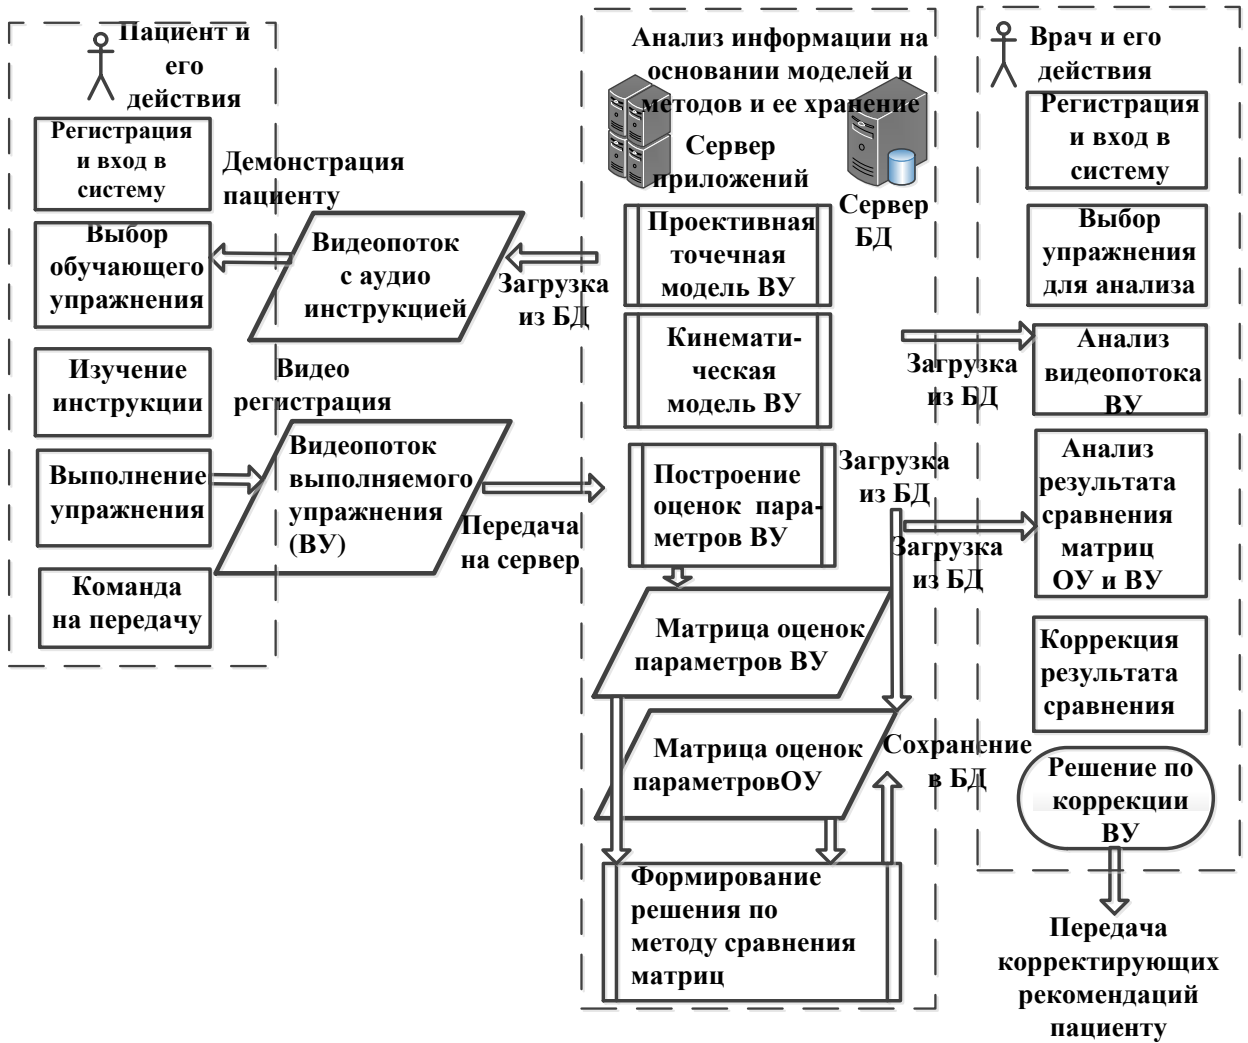 Пациент и
его
действия
Регистрация
и вход в
систему
Выбор
обучающего
упражнения
Изучение
инструкции
Выполнение
упражнения
Команда
на передачу
Демонстрация
пациенту
Видеопоток
с аудио
инструкцией
Загрузка
из БД
Видео
регистрация
Видеопоток
выполняемого
упражнения
(ВУ)
Передача
на сервер
Анализ информации на
основании моделей и
методов и ее хранение
Сервер
приложений
Сервер
БД
Проективная
точечная
модель ВУ
Кинемати-
ческая
модель ВУ
Построение
оценок пара-
метров ВУ
Матрица оценок
параметров ВУ
Матрица оценок
параметровОУ
Формирование
решения по
методу сравнения
матриц
Загрузка
из БД
Загрузка
из БД
Загрузка
из БД
Сохранение
в БД
Врач и его
действия
Регистрация
и вход в
систему
Выбор
упражнения
для анализа
Анализ
видеопотока
ВУ
Анализ
результата
сравнения
матриц
ОУ и ВУ
Коррекция
результата
сравнения
Решение по
коррекции
ВУ
Передача
корректирующих
рекомендаций
пациенту